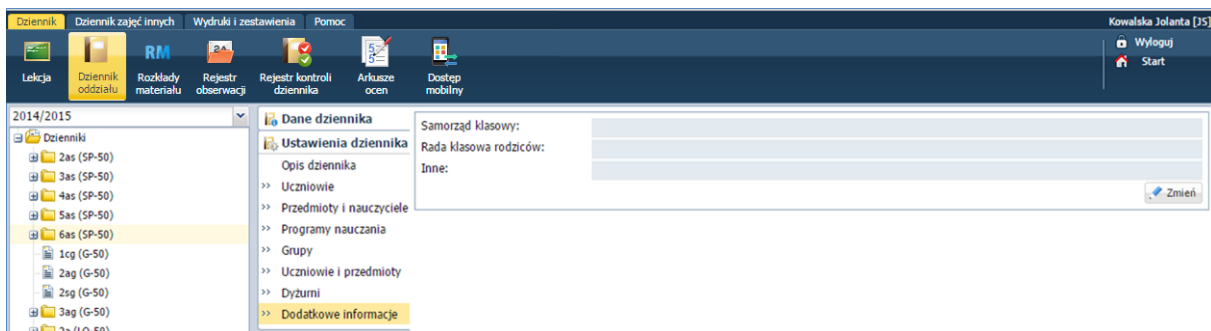 Dziennik Dziennik zajęć innych Wydruki i zestawienia Pomoc Kowalska Jolanta [JS]
Wyloguj
Start
RM
Lekcja Dziennik oddziału Rozkłady materiału Rejestr obserwacji Rejestr kontroli dziennika Arkusze ocen Dostęp mobilny
2014/2015
Dzienniki
2as (SP-50)
3as (SP-50)
4as (SP-50)
5as (SP-50)
6as (SP-50)
1cg (G-50)
2ag (G-50)
2sg (G-50)
3ag (G-50)
Dane dziennika
Ustawienia dziennika
Opis dziennika
Uczniowie
Przedmioty i nauczyciele
Programy nauczania
Grupy
Uczniowie i przedmioty
Dyżurni
Dodatkowe informacje
Samorząd klasowy:
Rada klasowa rodziców:
Inne:
Zmień